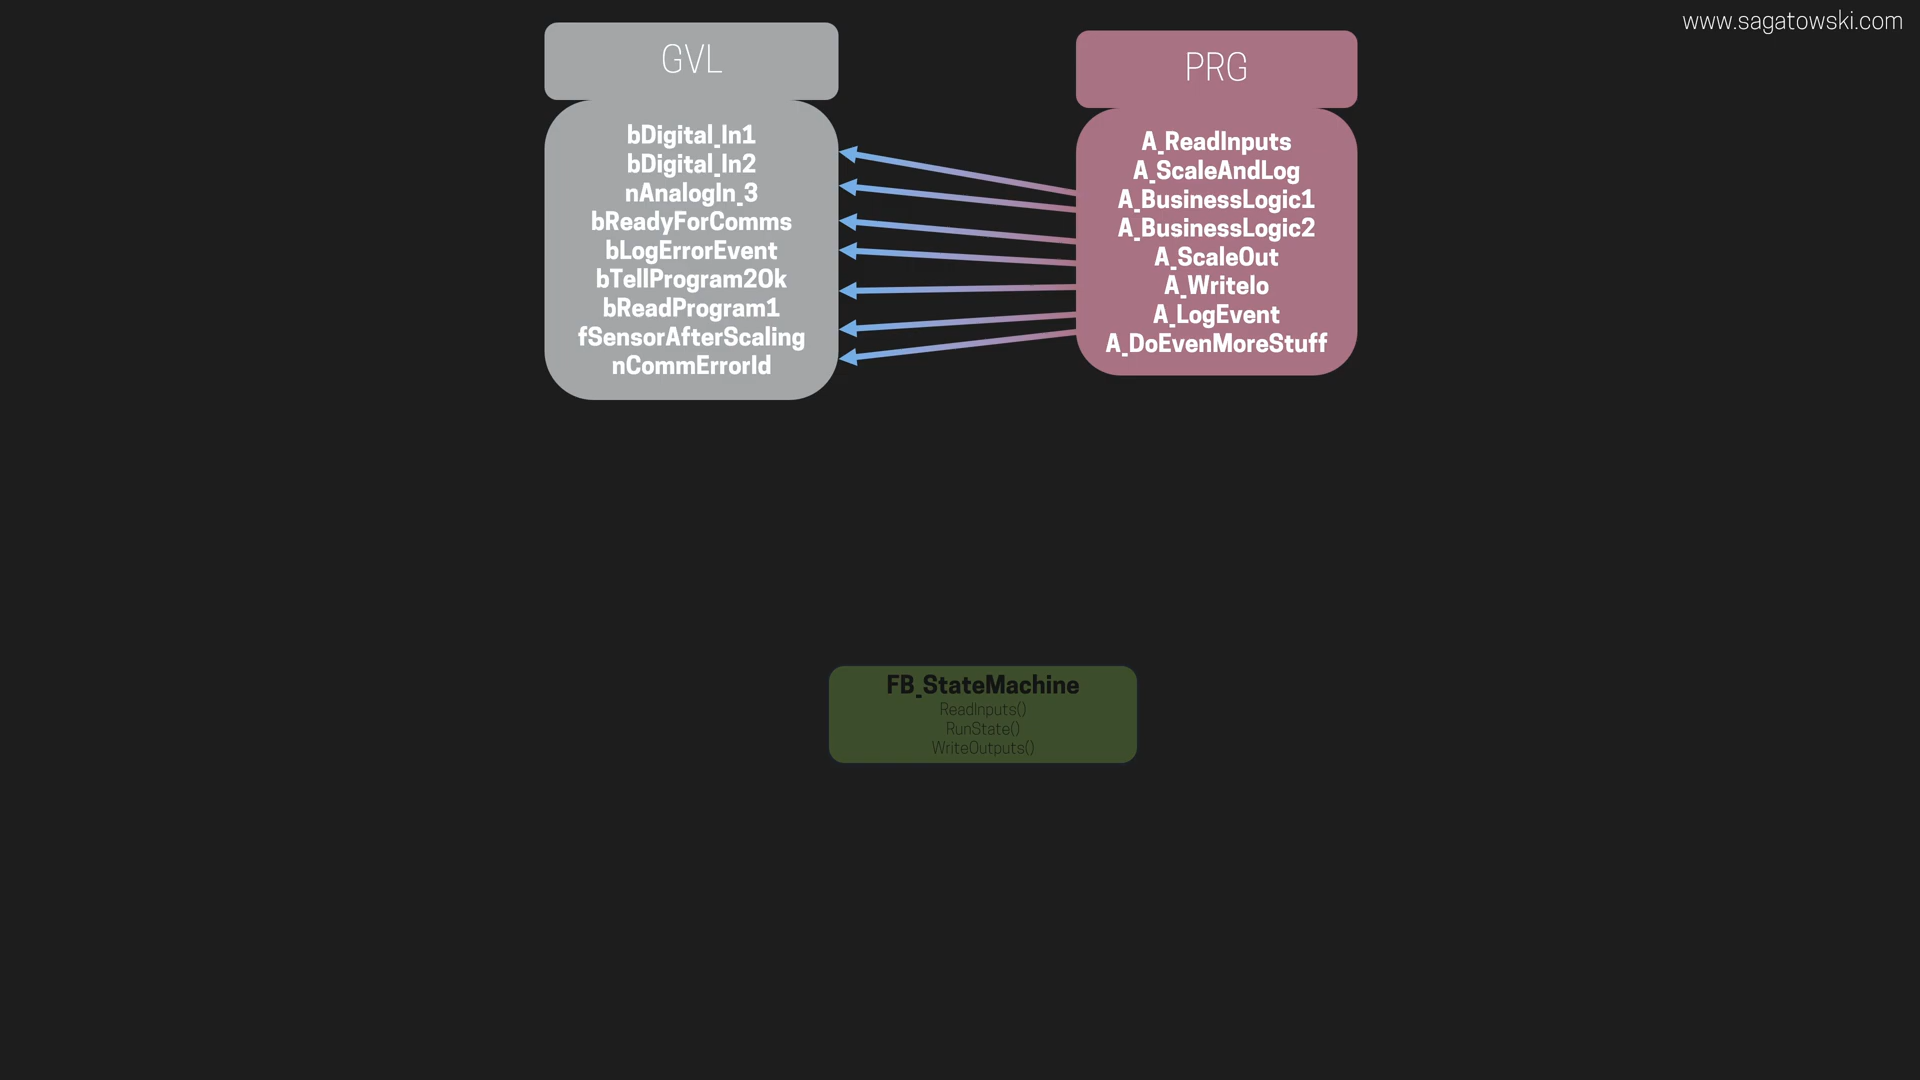 www.sagatowski.com
GVL
bDigital_In1
bDigital_In2
nAnalogIn_3
bReadyForComms
bLogErrorEvent
bTellProgram2Ok
bReadProgram1
fSensorAfterScaling
nCommErrorId
PRG
A_ReadInputs
A_ScaleAndLog
A_BusinessLogic1
A_BusinessLogic2
A_ScaleOut
A_WriteIo
A_LogEvent
A_DoEvenMoreStuff
FB_StateMachine
ReadInputs()
RunState()
WriteOutputs()